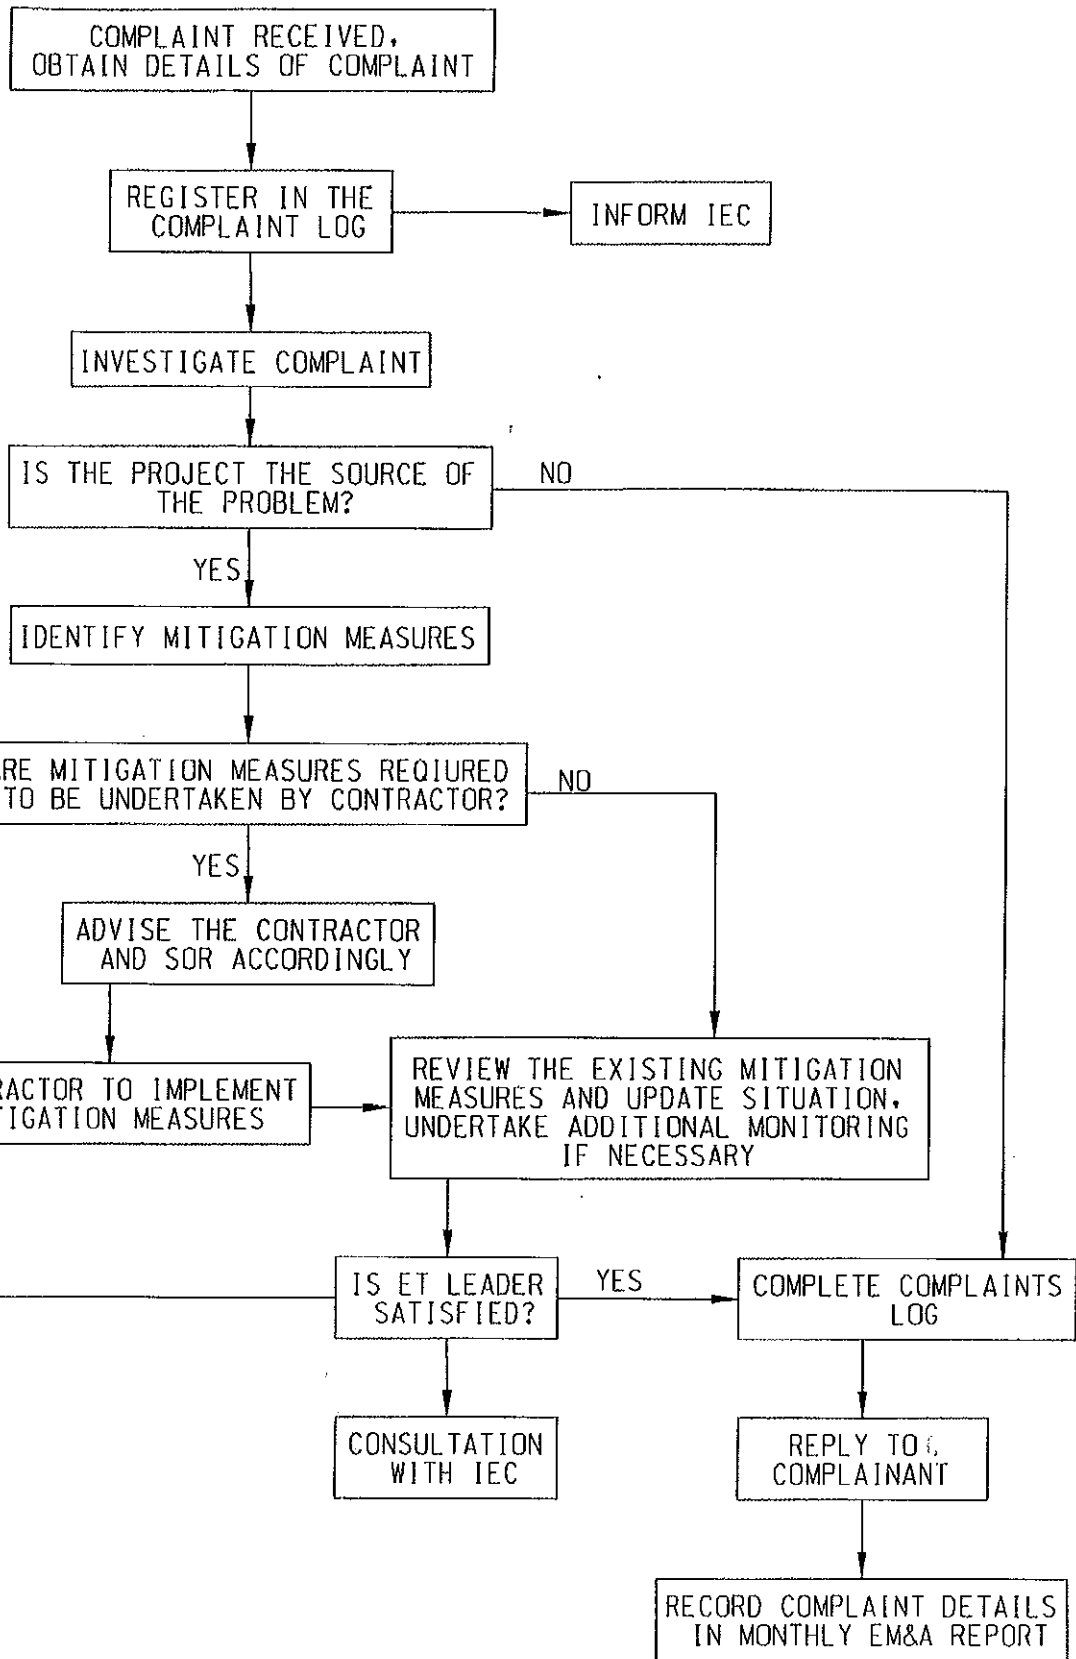 COMPLAINT RECEIVED.
OBTAIN DETAILS OF COMPLAINT
REGISTER IN THE
COMPLAINT LOG
INFORM IEC
INVESTIGATE COMPLAINT
IS THE PROJECT THE SOURCE OF
THE PROBLEM?
NO
YES
IDENTIFY MITIGATION MEASURES
RE MITIGATION MEASURES REQIURED
TO BE UNDERTAKEN BY CONTRACTOR?
NO
YES
ADVISE THE CONTRACTOR
AND SOR ACCORDINGLY
RACTOR TO IMPLEMENT
TIGATION MEASURES
REVIEW THE EXISTING MITIGATION
MEASURES AND UPDATE SITUATION.
UNDERTAKE ADDITIONAL MONITORING
IF NECESSARY
IS ET LEADER
SATISFIED?
YES
COMPLETE COMPLAINTS
LOG
CONSULTATION
WITH IEC
REPLY TO
COMPLAINANT
RECORD COMPLAINT DETAILS
IN MONTHLY EM&A REPORT